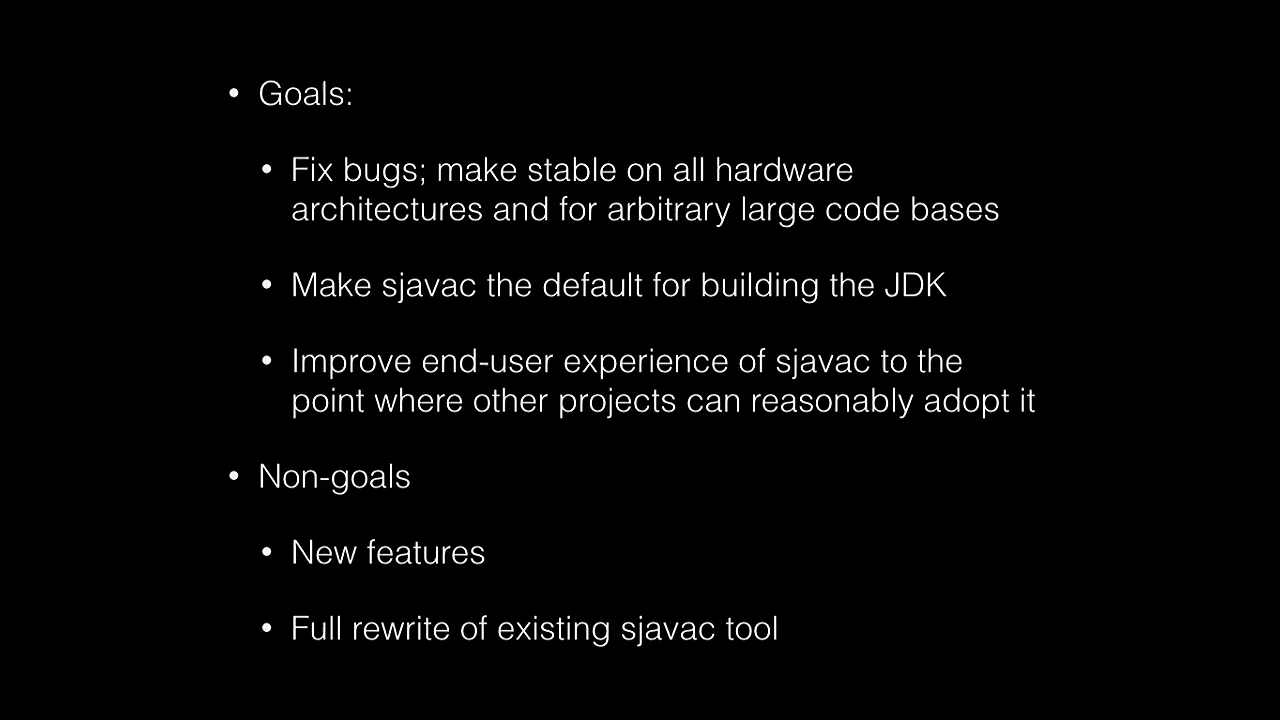 • Goals:
• Fix bugs; make stable on all hardware
architectures and for arbitrary large code bases
• Make sjavac the default for building the JDK
• Improve end-user experience of sjavac to the
point where other projects can reasonably adopt it
• Non-goals
• New features
• Full rewrite of existing sjavac tool